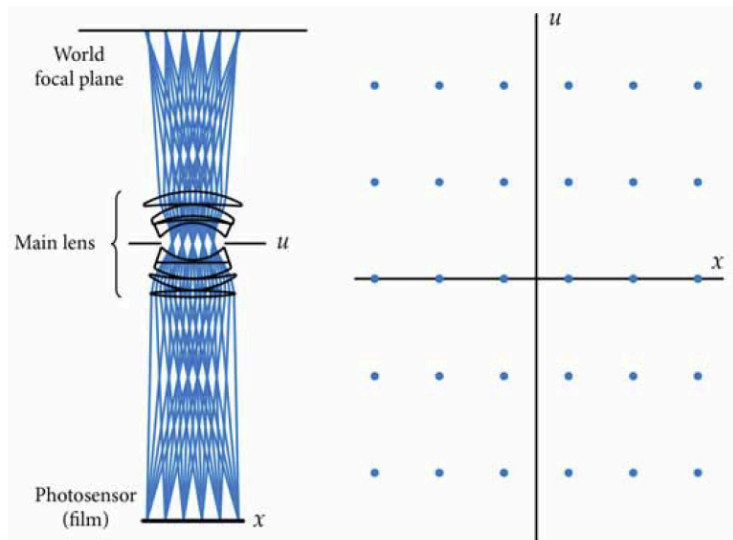 World
focal plane
Main lens
u
Photosensor
(film)
x
u
x